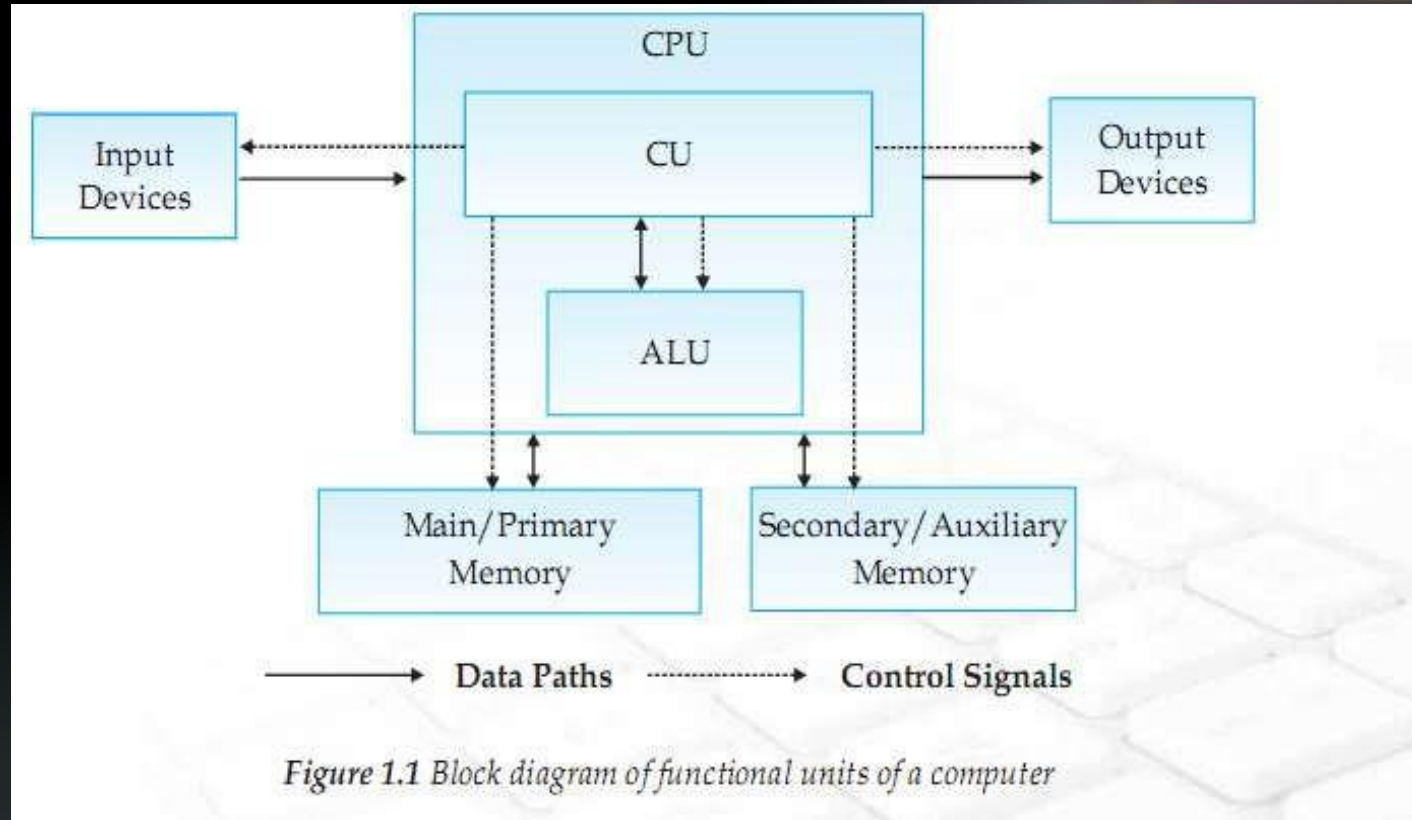 CPU
Input
Devices
CU
Output
Devices
ALU
Main/Primary
Memory
Secondary/Auxiliary
Memory
Data Paths
Control Signals
Figure 1.1 Block diagram of functional units of a computer